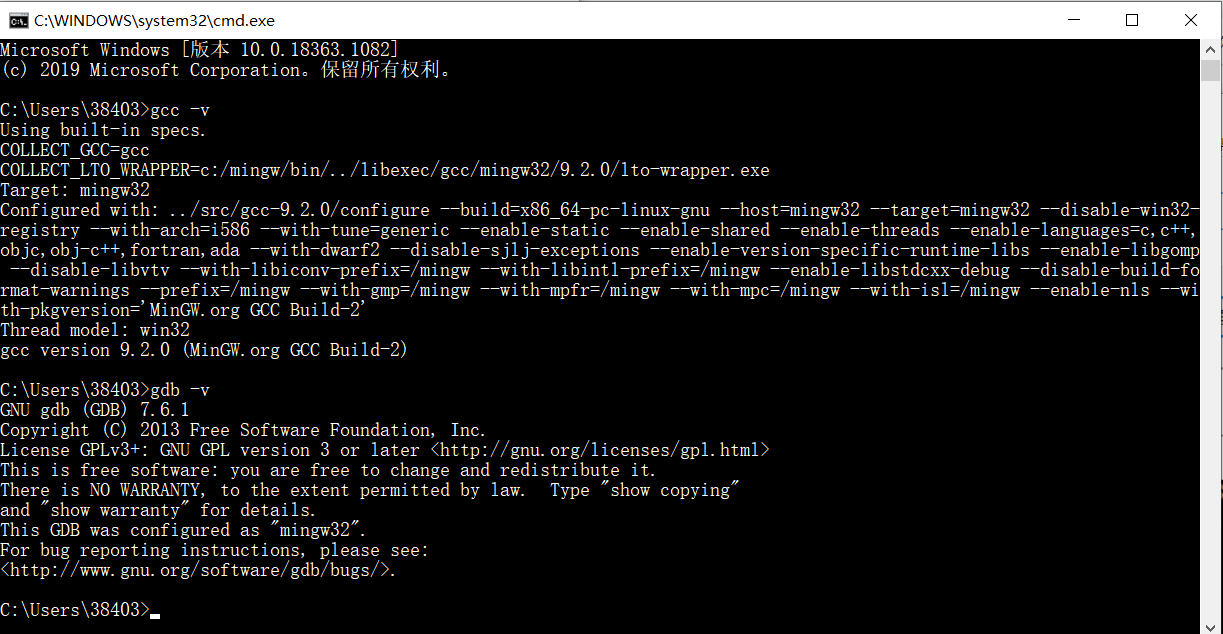 C:\WINDOWS\system32\cmd.exe
Microsoft Windows [版本 10.0.18363.1082]
(c) 2019 Microsoft Corporation。保留所有权利。
C:\Users\38403>gcc -v
Using built-in specs.
COLLECT_GCC=gcc
COLLECT_LTO_WRAPPER=c:/mingw/bin/../libexec/gcc/mingw32/9.2.0/lto-wrapper.exe
Target: mingw32
Configured with: ../src/gcc-9.2.0/configure --build=x86_64-pc-linux-gnu --host=mingw32 --target=mingw32 --disable-win32-
registry --with-arch=i586 --with-tune=generic --enable-static --enable-shared --enable-threads --enable-languages=c,c++,
objc,obj-c++,fortran,ada --with-dwarf2 --disable-sjlj-exceptions --enable-version-specific-runtime-libs --enable-libgomp
 --disable-libvtv --with-libiconv-prefix=/mingw --with-libintl-prefix=/mingw --enable-libstdcxx-debug --disable-build-fo
rmat-warnings --prefix=/mingw --with-gmp=/mingw --with-mpfr=/mingw --with-mpc=/mingw --with-isl=/mingw --enable-nls --wi
th-pkgversion='MinGW.org GCC Build-2'
Thread model: win32
gcc version 9.2.0 (MinGW.org GCC Build-2)
C:\Users\38403>gdb -v
GNU gdb (GDB) 7.6.1
Copyright (C) 2013 Free Software Foundation, Inc.
License GPLv3+: GNU GPL version 3 or later <http://gnu.org/licenses/gpl.html>
This is free software: you are free to change and redistribute it.
There is NO WARRANTY, to the extent permitted by law.  Type "show copying"
and "show warranty" for details.
This GDB was configured as "mingw32".
For bug reporting instructions, please see:
<http://www.gnu.org/software/gdb/bugs/>.
C:\Users\38403>